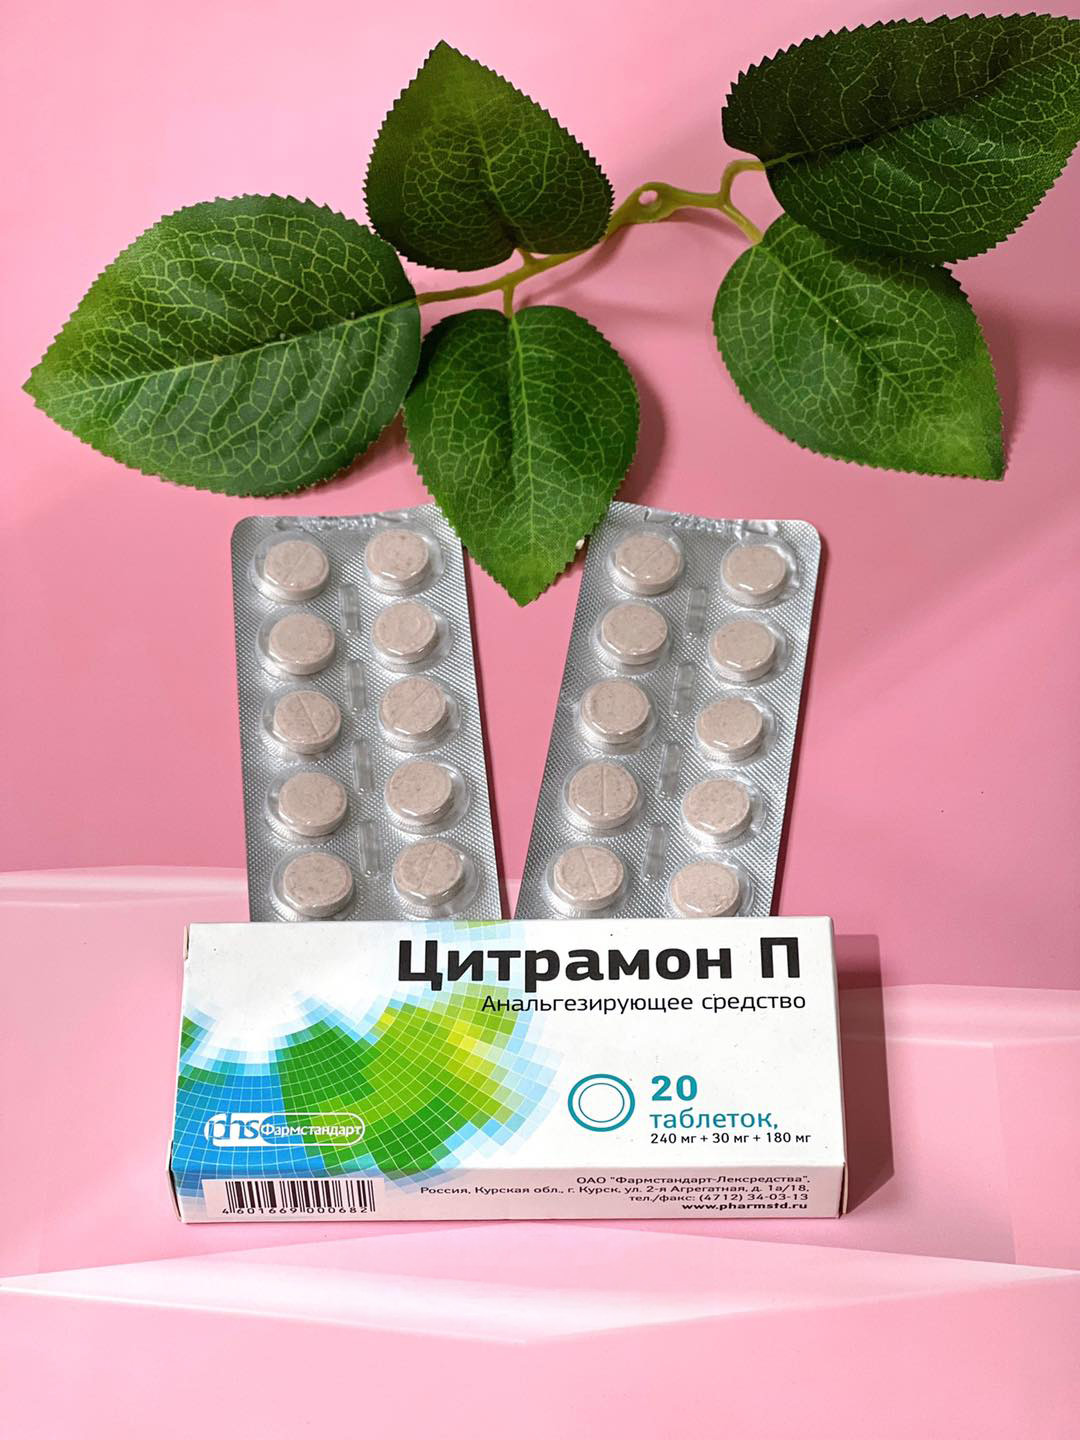 Цитрамон П
Анальгезирующее средство
20
таблеток,
240 мг + 30 мг + 180 мг
phs Фармстандарт
ОАО "Фармстандарт-Лексредства",
Россия, Курская обл., г. Курск, ул. 2-я Агрегатная, д. 1а/18,
тел./факс: (4712) 34-03-13
www.pharmstd.ru
4 601669 000682